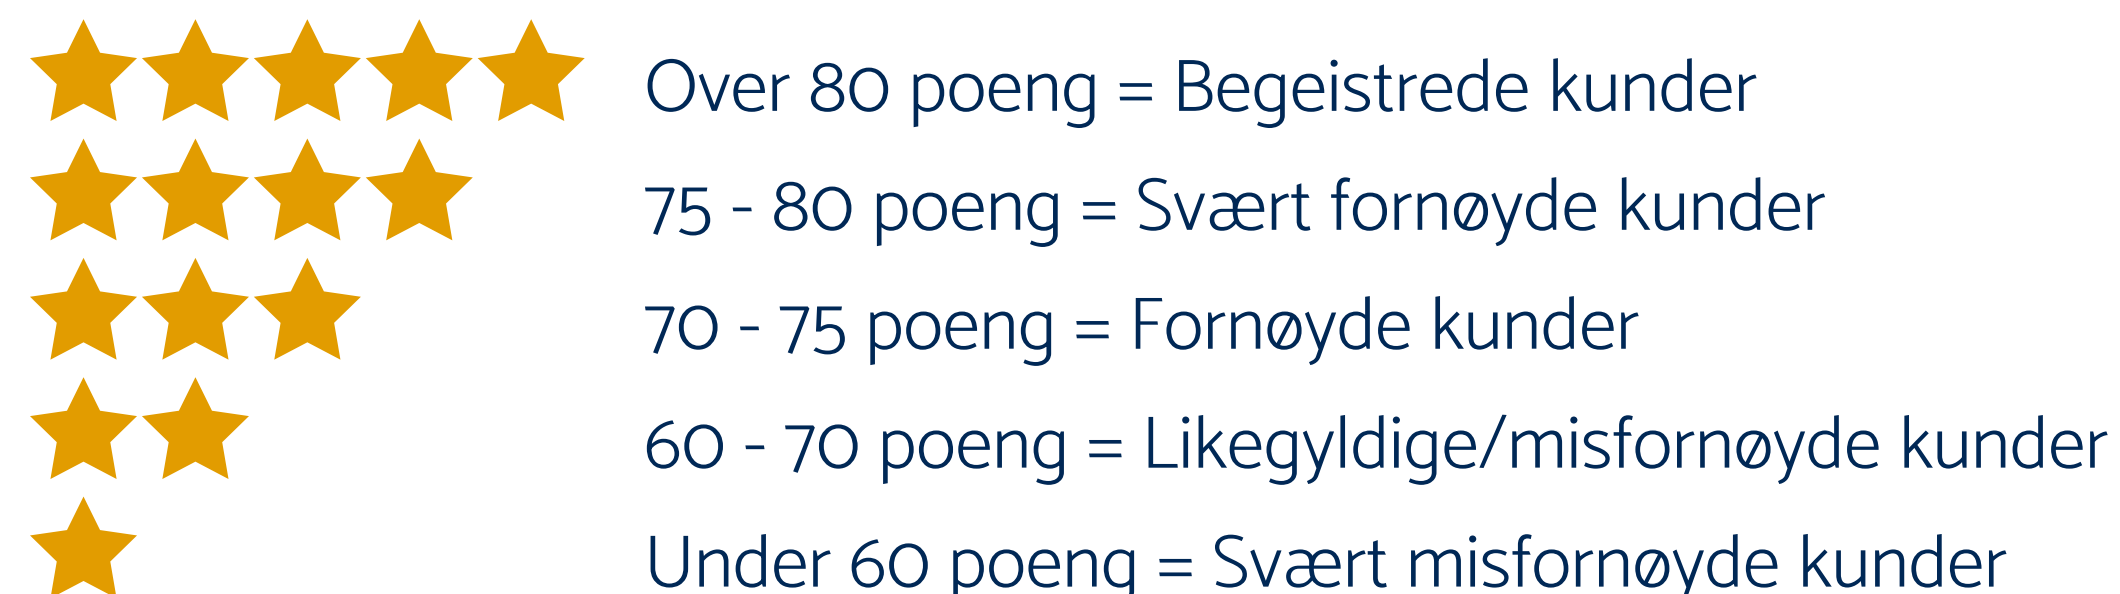 Over 80 poeng = Begeistrede kunder
75 - 80 poeng = Svært fornøyde kunder
70 - 75 poeng = Fornøyde kunder
60 - 70 poeng = Likegyldige/misfornøyde kunder
Under 60 poeng = Svært misfornøyde kunder